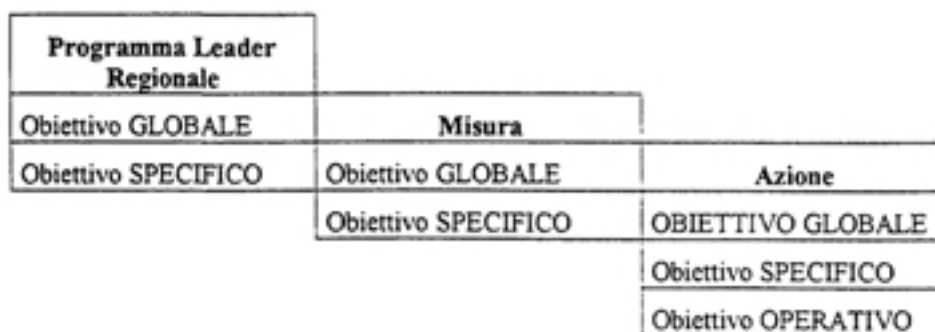 Programma Leader
Regionale
Obiettivo GLOBALE
Misura
Obiettivo SPECIFICO
Obiettivo GLOBALE
Azione
Obiettivo SPECIFICO
OBIETTIVO GLOBALE
Obiettivo SPECIFICO
Obiettivo OPERATIVO